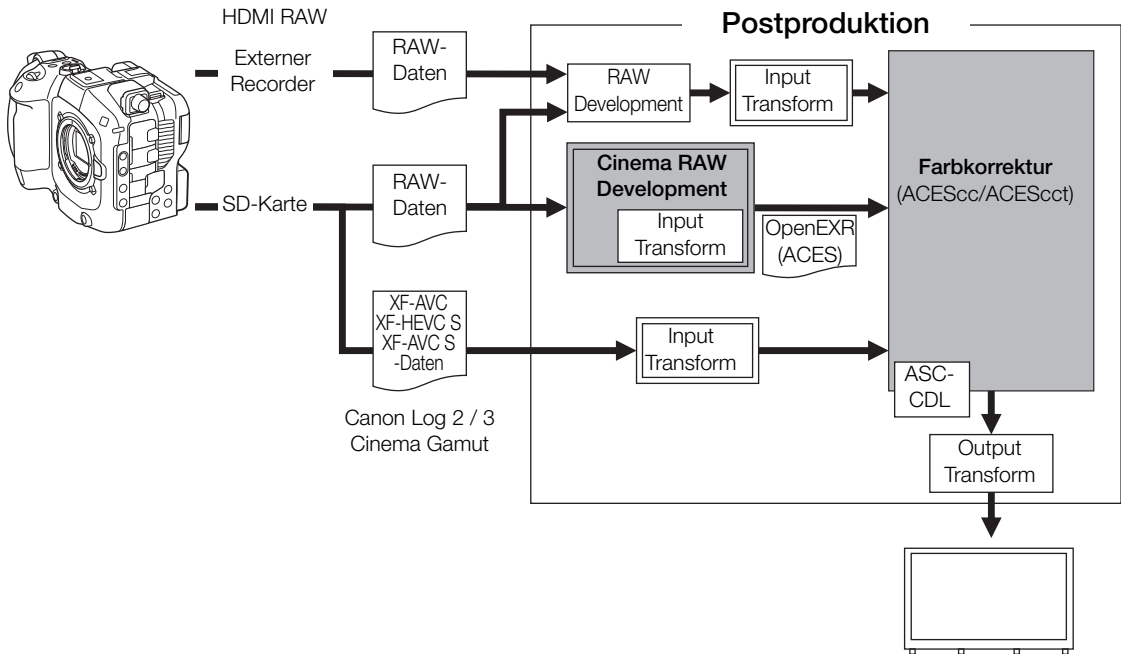 Postproduktion
HDMI RAW
Externer
Recorder
RAW-
Daten
RAW
Development
Input
Transform
SD-Karte
RAW-
Daten
Cinema RAW
Development
Input
Transform
OpenEXR
(ACES)
Farbkorrektur
(ACEScc/ACEScct)
XF-AVC
XF-HEVC S
XF-AVC S
-Daten
Input
Transform
ASC-
CDL
Canon Log 2 / 3
Cinema Gamut
Output
Transform